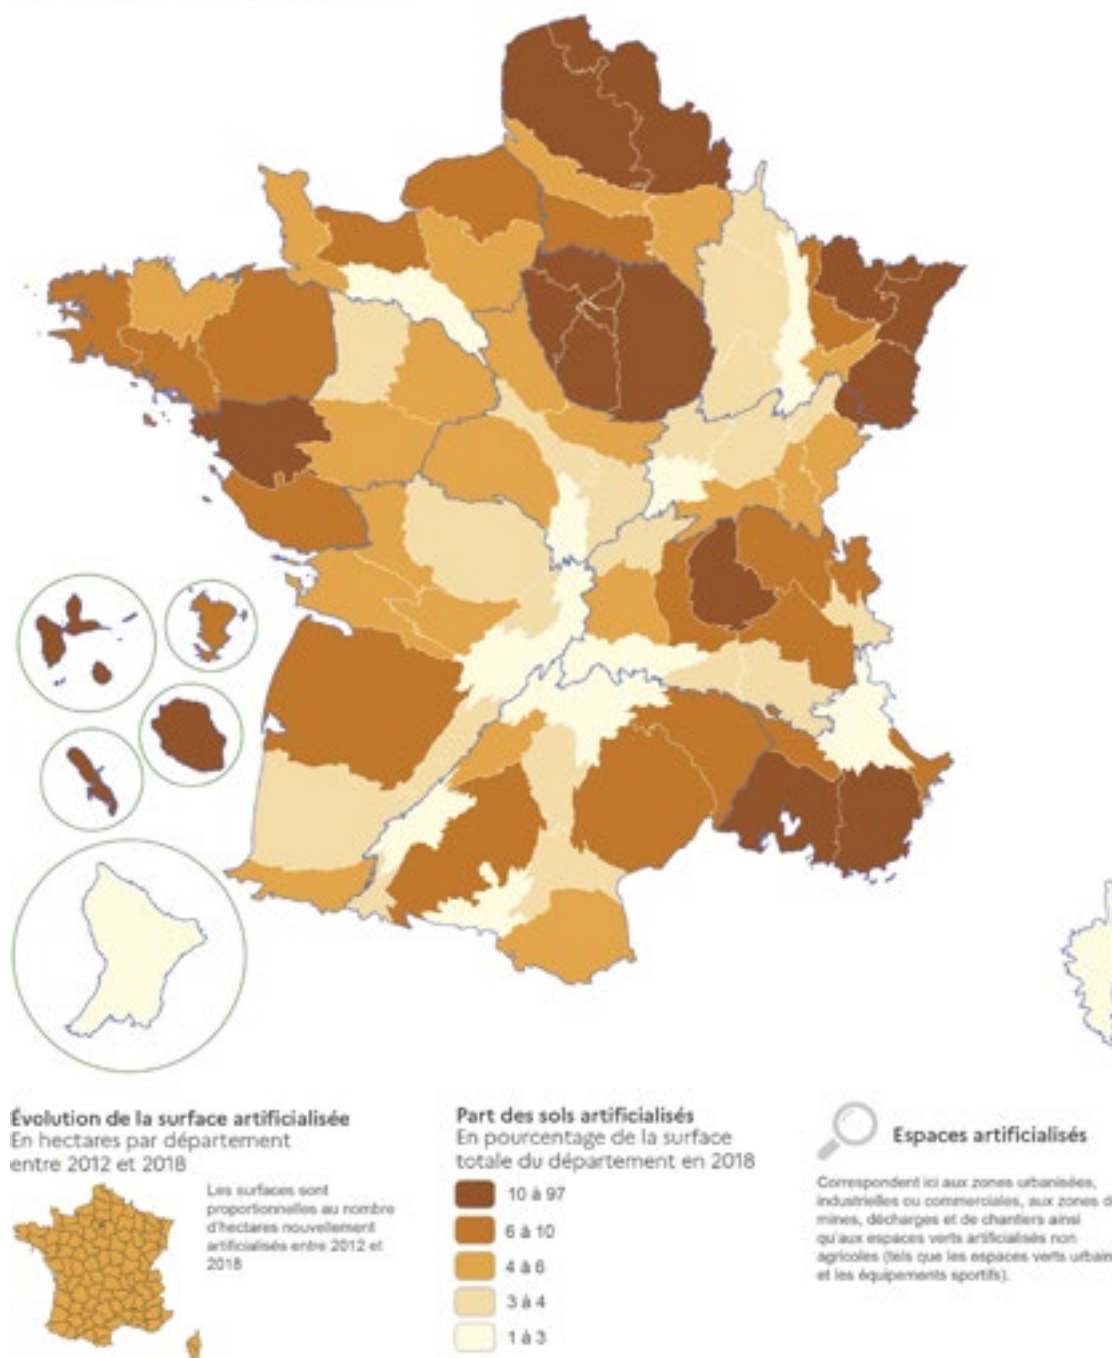 Évolution de la surface artificialisée
En hectares par département
entre 2012 et 2018
Les surfaces sont
proportionnelles au nombre
d'hectares nouvellement
artificialisés entre 2012 et
2018
Part des sols artificialisés
En pourcentage de la surface
totale du département en 2018
10 à 97
6 à 10
4 à 6
3 à 4
1 à 3
Espaces artificialisés
Correspondent ici aux zones urbanisées,
industrielles ou commerciales, aux zones d
mines, décharges et de chantiers ainsi
qu'aux espaces verts artificialisés non
agricoles (tels que les espaces verts urbain
et les équipements sportifs).